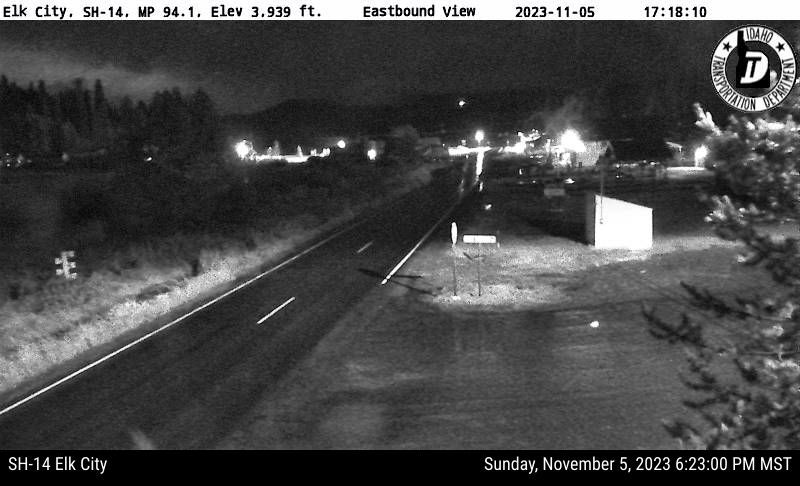 Elk City, SH-14, MP 94.1, Elev 3,939 ft. Eastbound View 2023-11-05 17:18:10
IDAHO
TRANSPORTATION DEPARTMENT
SH-14 Elk City Sunday, November 5, 2023 6:23:00 PM MST